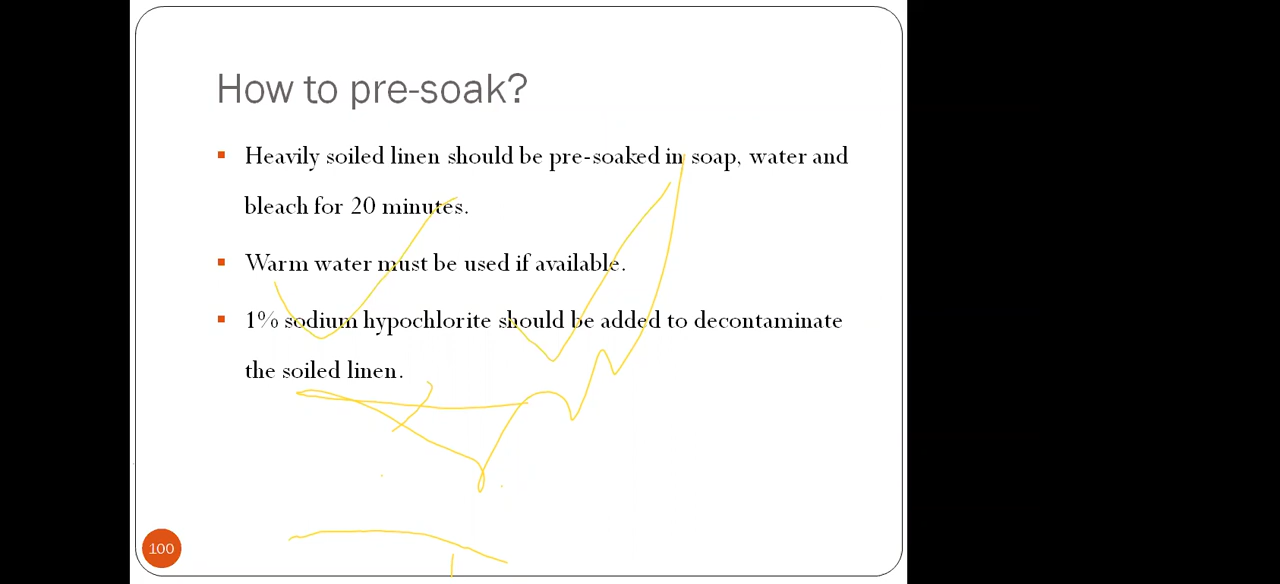 How to pre-soak?
Heavily soiled linen should be pre-soaked in soap, water and
bleach for 20 minutes.
Warm water must be used if available.
1% sodium hypochlorite should be added to decontaminate
the soiled linen.
100